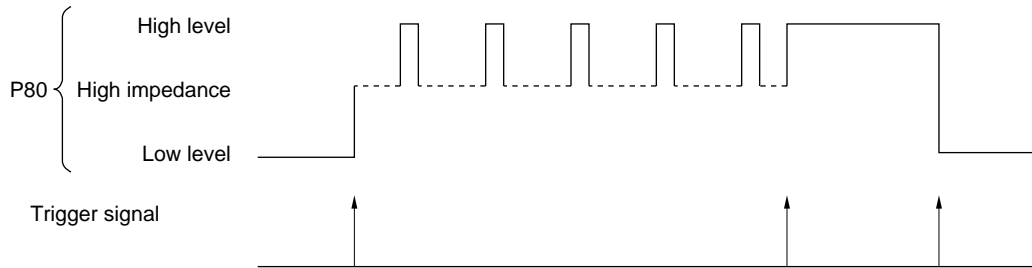 High level
P80
High impedance
Low level
Trigger signal